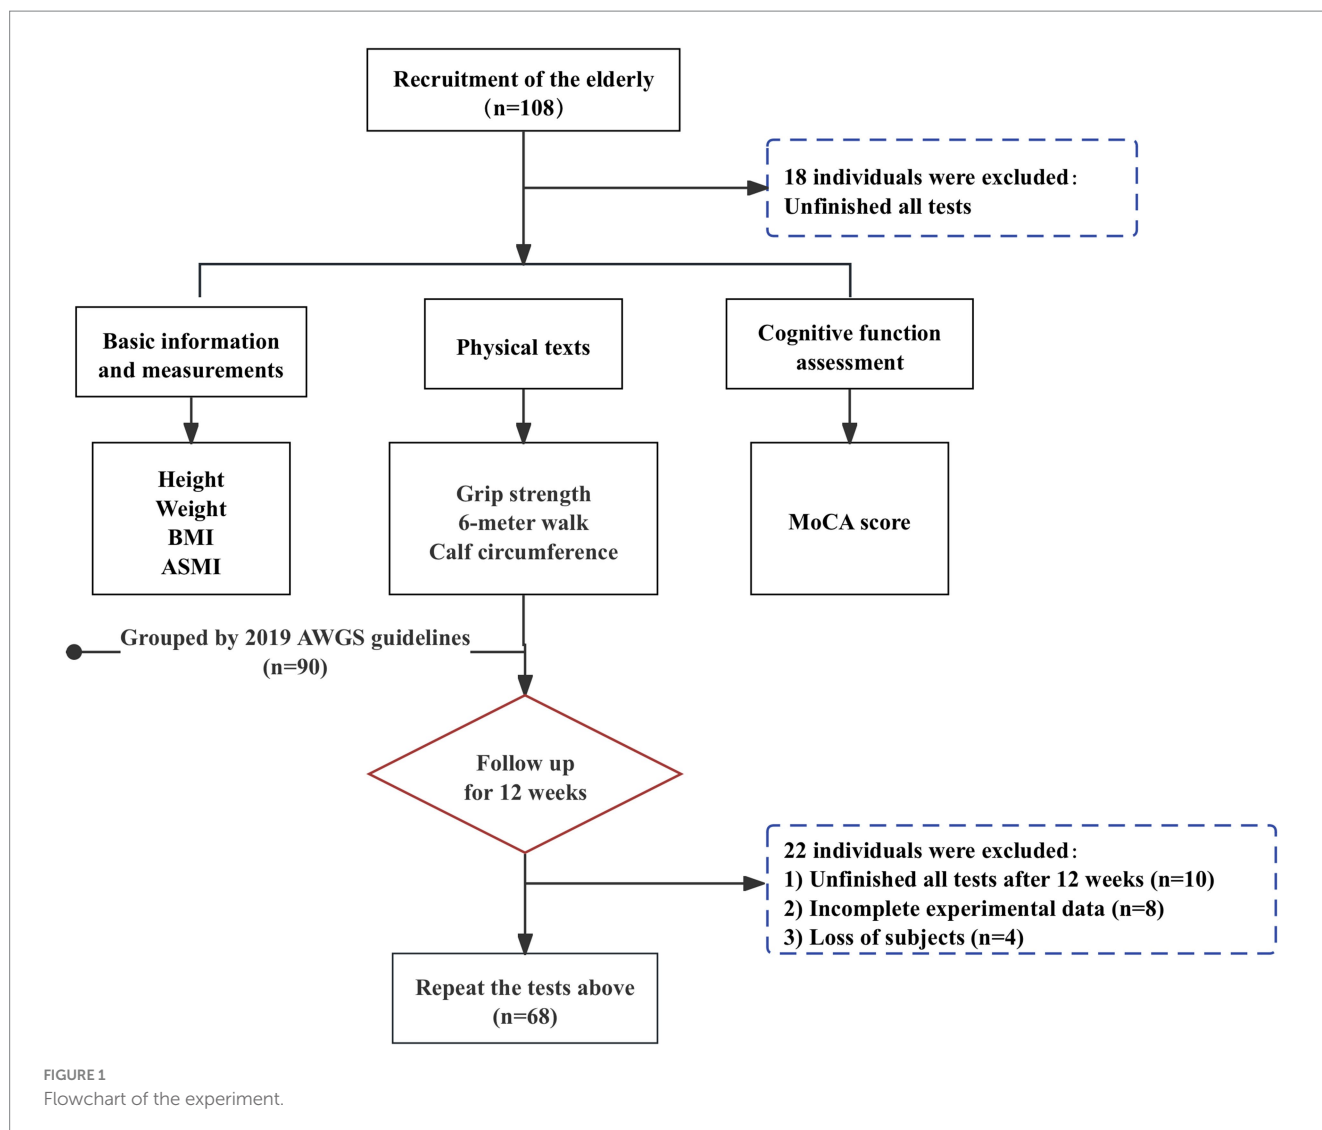 Recruitment of the elderly
(n=108)
18 individuals were excluded:
Unfinished all tests
Basic information
and measurements
Physical texts
Cognitive function
assessment
Height
Weight
BMI
ASMI
Grip strength
6-meter walk
Calf circumference
MoCA score
Grouped by 2019 AWGS guidelines
(n=90)
Follow up
for 12 weeks
22 individuals were excluded:
1) Unfinished all tests after 12 weeks (n=10)
2) Incomplete experimental data (n=8)
3) Loss of subjects (n=4)
Repeat the tests above
(n=68)
FIGURE 1
Flowchart of the experiment.